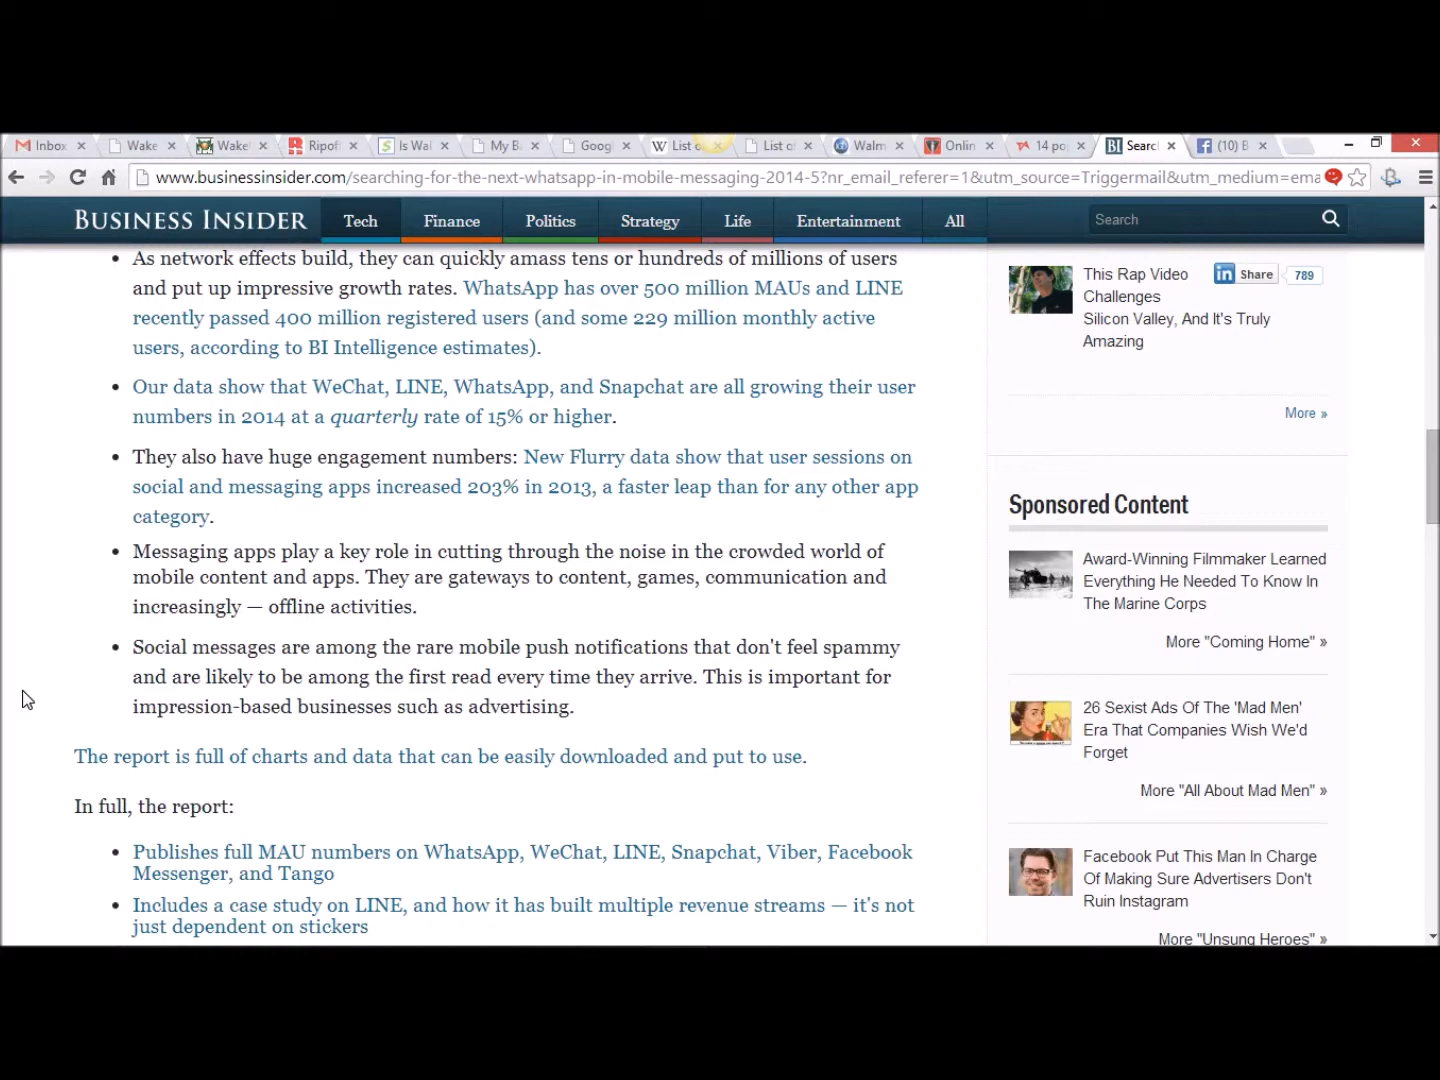 Inbox
Wake
Wake
Ripof
Is Wal
My B
Goog
List o
List o
Walm
Onlin
14 po
Searc
(10) B
www.businessinsider.com/searching-for-the-next-whatsapp-in-mobile-messaging-2014-5?nr_email_referer=1&utm_source=Triggermail&utm_medium=ema
BUSINESS INSIDER
Tech
Finance
Politics
Strategy
Life
Entertainment
All
Search
• As network effects build, they can quickly amass tens or hundreds of millions of users
and put up impressive growth rates. WhatsApp has over 500 million MAUs and LINE
recently passed 400 million registered users (and some 229 million monthly active
users, according to BI Intelligence estimates).
• Our data show that WeChat, LINE, WhatsApp, and Snapchat are all growing their user
numbers in 2014 at a quarterly rate of 15% or higher.
• They also have huge engagement numbers: New Flurry data show that user sessions on
social and messaging apps increased 203% in 2013, a faster leap than for any other app
category.
• Messaging apps play a key role in cutting through the noise in the crowded world of
mobile content and apps. They are gateways to content, games, communication and
increasingly — offline activities.
• Social messages are among the rare mobile push notifications that don't feel spammy
and are likely to be among the first read every time they arrive. This is important for
impression-based businesses such as advertising.
The report is full of charts and data that can be easily downloaded and put to use.
In full, the report:
• Publishes full MAU numbers on WhatsApp, WeChat, LINE, Snapchat, Viber, Facebook
Messenger, and Tango
• Includes a case study on LINE, and how it has built multiple revenue streams — it's not
just dependent on stickers
This Rap Video
Challenges
Silicon Valley, And It's Truly
Amazing
in Share 789
More »
Sponsored Content
Award-Winning Filmmaker Learned
Everything He Needed To Know In
The Marine Corps
More "Coming Home" »
26 Sexist Ads Of The 'Mad Men'
Era That Companies Wish We'd
Forget
More "All About Mad Men" »
Facebook Put This Man In Charge
Of Making Sure Advertisers Don't
Ruin Instagram
More "Unsung Heroes" »